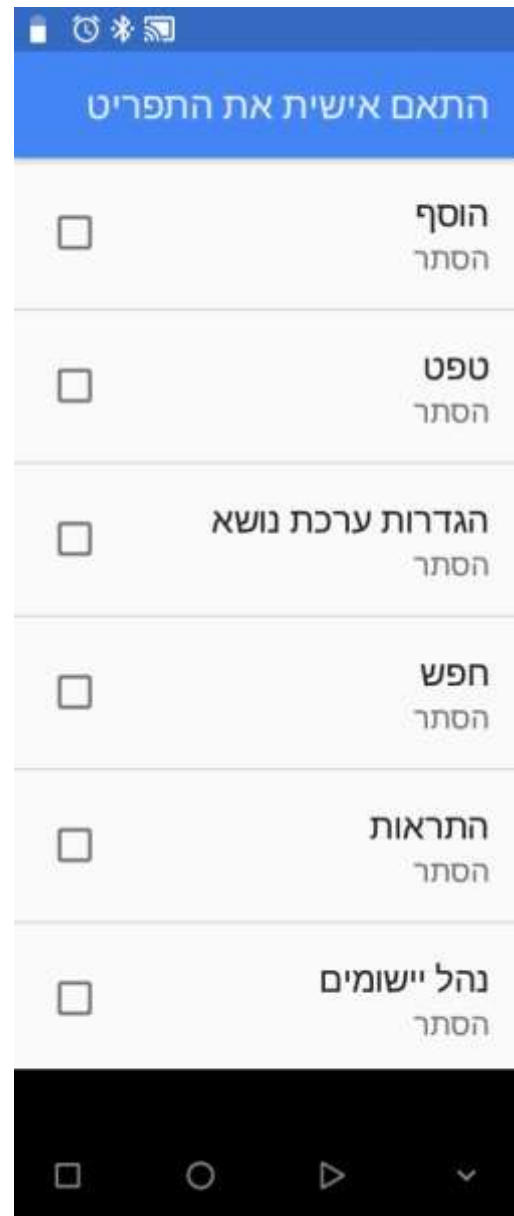 התאם אישית את התפריט
הוסף
הסתר
טפט
הסתר
הגדרות ערכת נושא
הסתר
חפש
הסתר
התראות
הסתר
נהל יישומים
הסתר